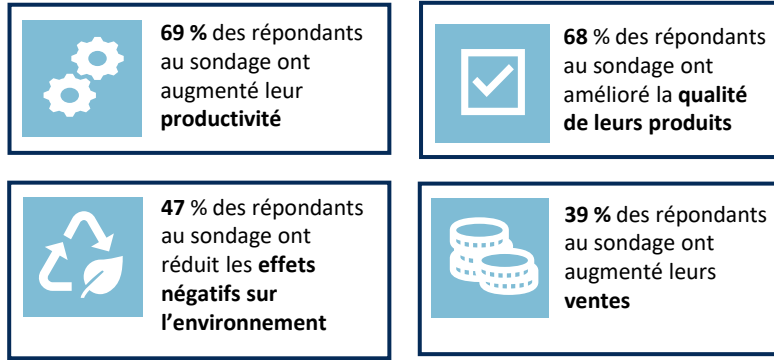 69 % des répondants
au sondage ont
augmenté leur
productivité
68 % des répondants
au sondage ont
amélioré la qualité
de leurs produits
47 % des répondants
au sondage ont
réduit les effets
négatifs sur
l'environnement
39 % des répondants
au sondage ont
augmenté leurs
ventes